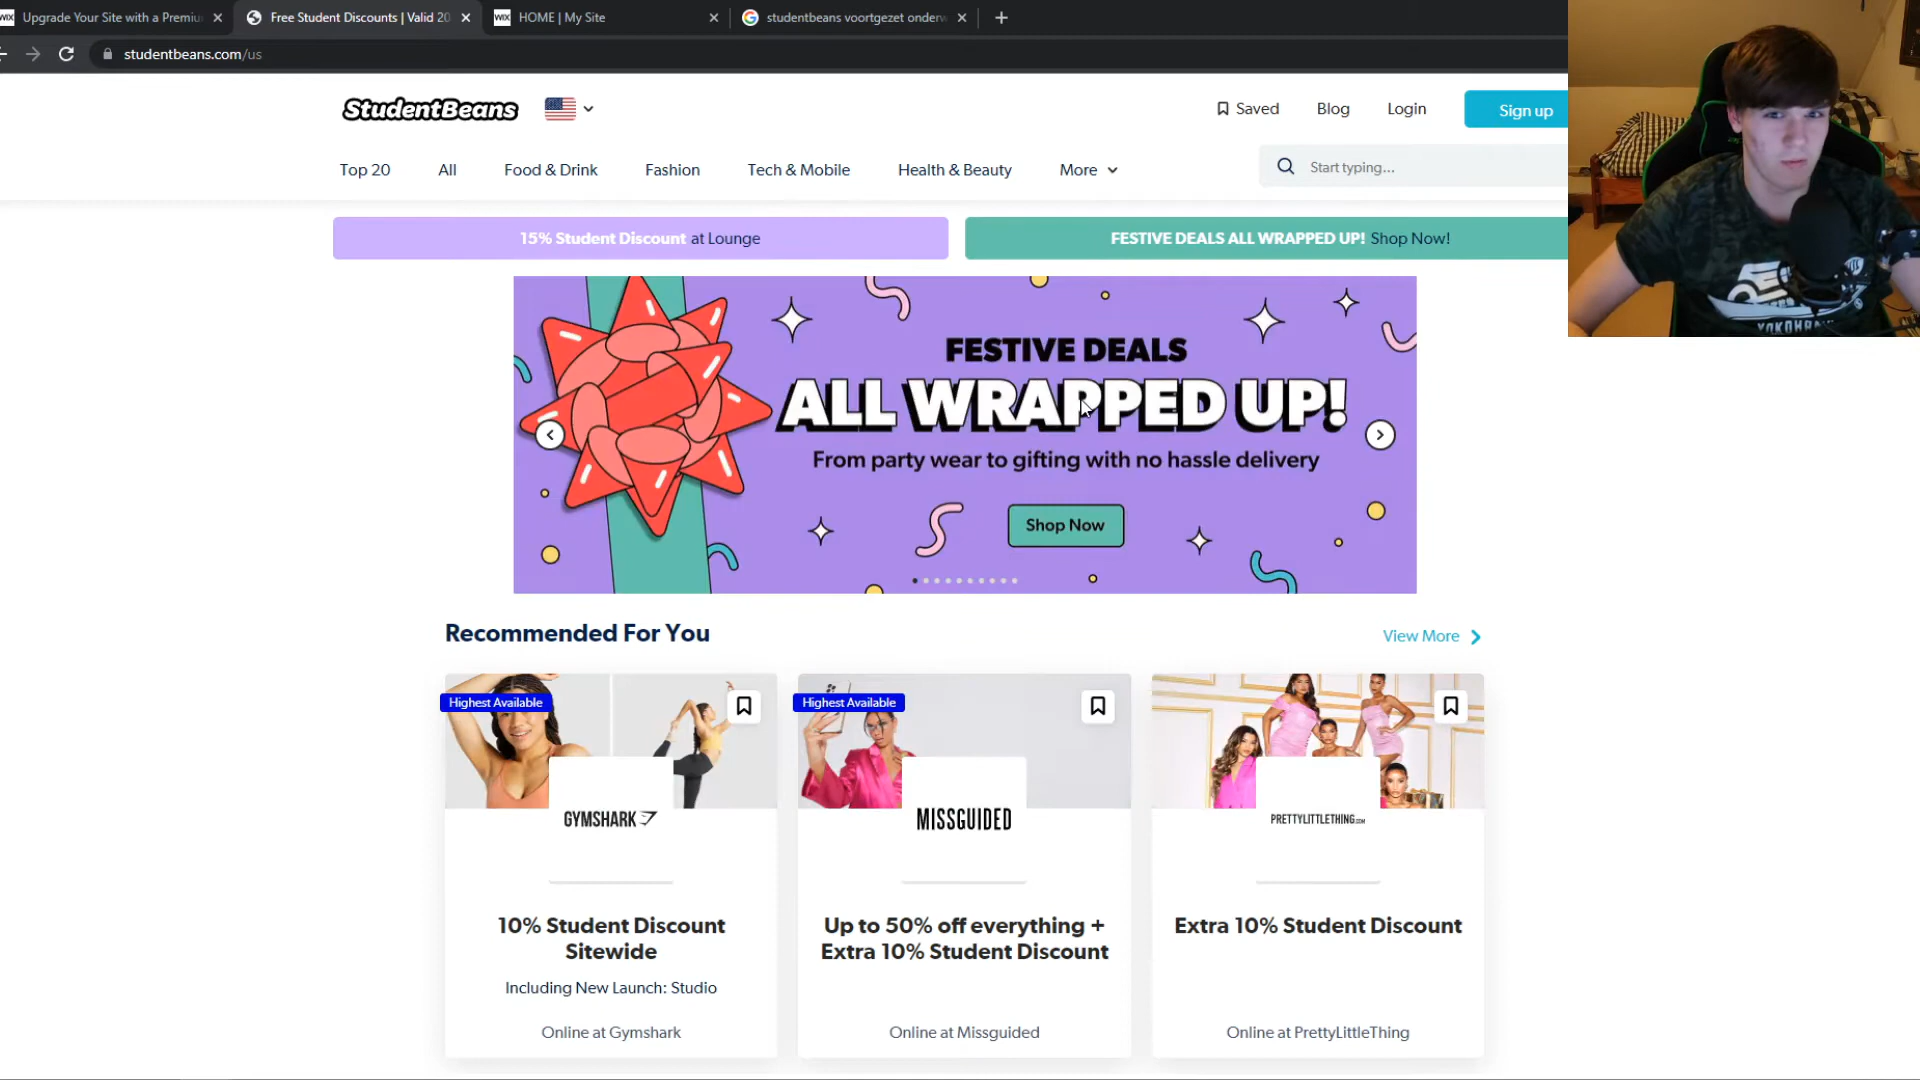 WIX Upgrade Your Site with a Premiu
Free Student Discounts | Valid 20
WIX HOME | My Site
studentbeans voortgezet onderw
studentbeans.com/us
StudentBeans
Saved
Blog
Login
Sign up
Top 20
All
Food & Drink
Fashion
Tech & Mobile
Health & Beauty
More
Start typing...
15% Student Discount at Lounge
FESTIVE DEALS ALL WRAPPED UP! Shop Now!
FESTIVE DEALS
ALL WRAPPED UP!
From party wear to gifting with no hassle delivery
Shop Now
Recommended For You
View More
Highest Available
GYMSHARK
10% Student Discount
Sitewide
Including New Launch: Studio
Online at Gymshark
Highest Available
MISSGUIDED
Up to 50% off everything +
Extra 10% Student Discount
Online at Missguided
PRETTYLITTLETHING.COM
Extra 10% Student Discount
Online at PrettyLittleThing
YOKOHAMA